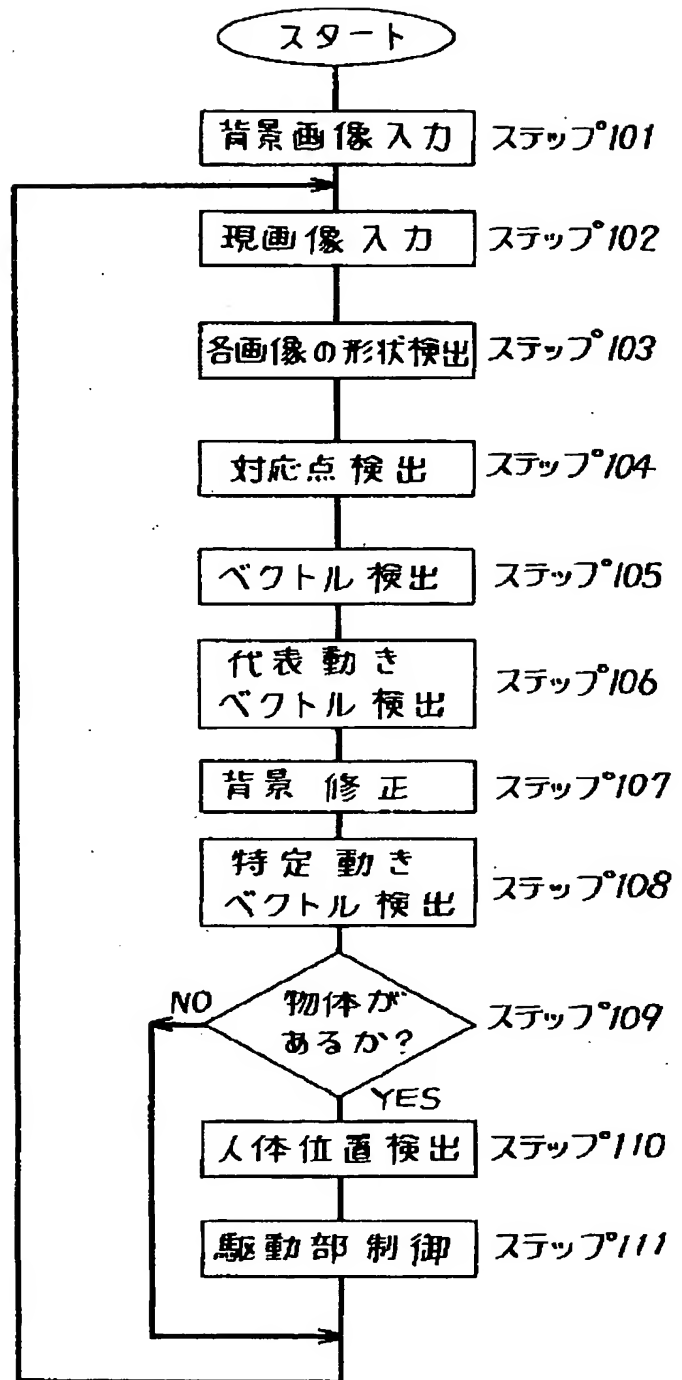 スタート
背景画像入力 ステップ101
現画像入力 ステップ102
各画像の形状検出 ステップ103
対応点検出 ステップ104
ベクトル検出 ステップ105
代表動き
ベクトル検出 ステップ106
背景修正 ステップ107
特定動き
ベクトル検出 ステップ108
NO
物体が
あるか? ステップ109
YES
人体位置検出 ステップ110
駆動部制御 ステップ111